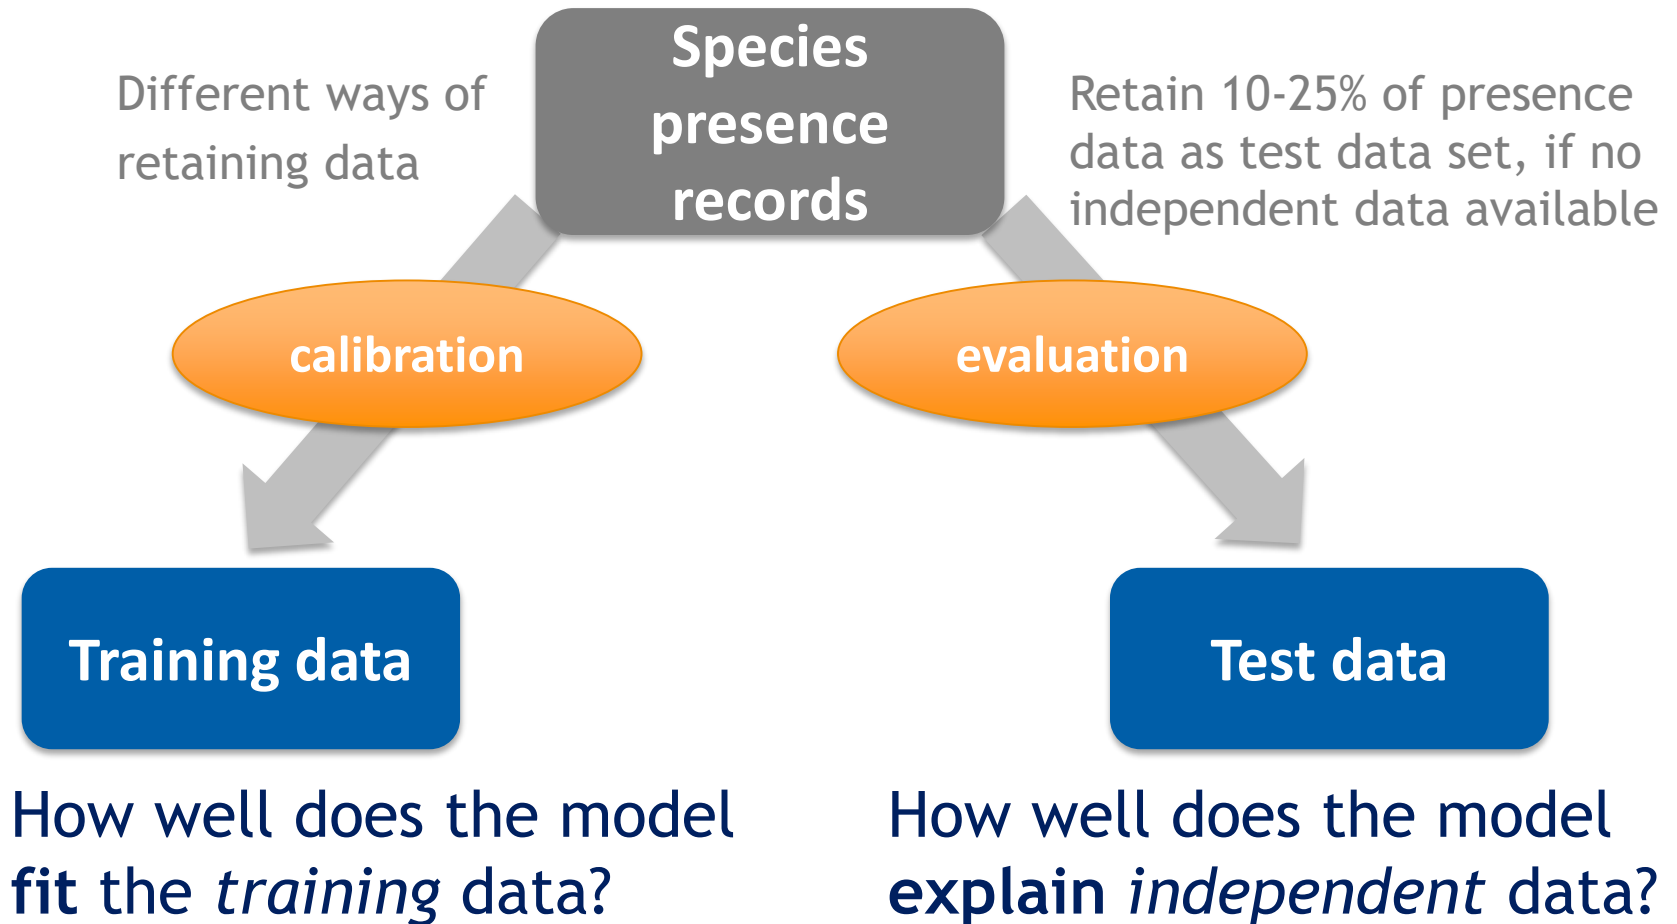 Species
presence
records
Different ways of
retaining data
Retain 10-25% of presence
data as test data set, if no
independent data available
calibration
evaluation
Training data
Test data
How well does the model
fit the training data?
How well does the model
explain independent data?